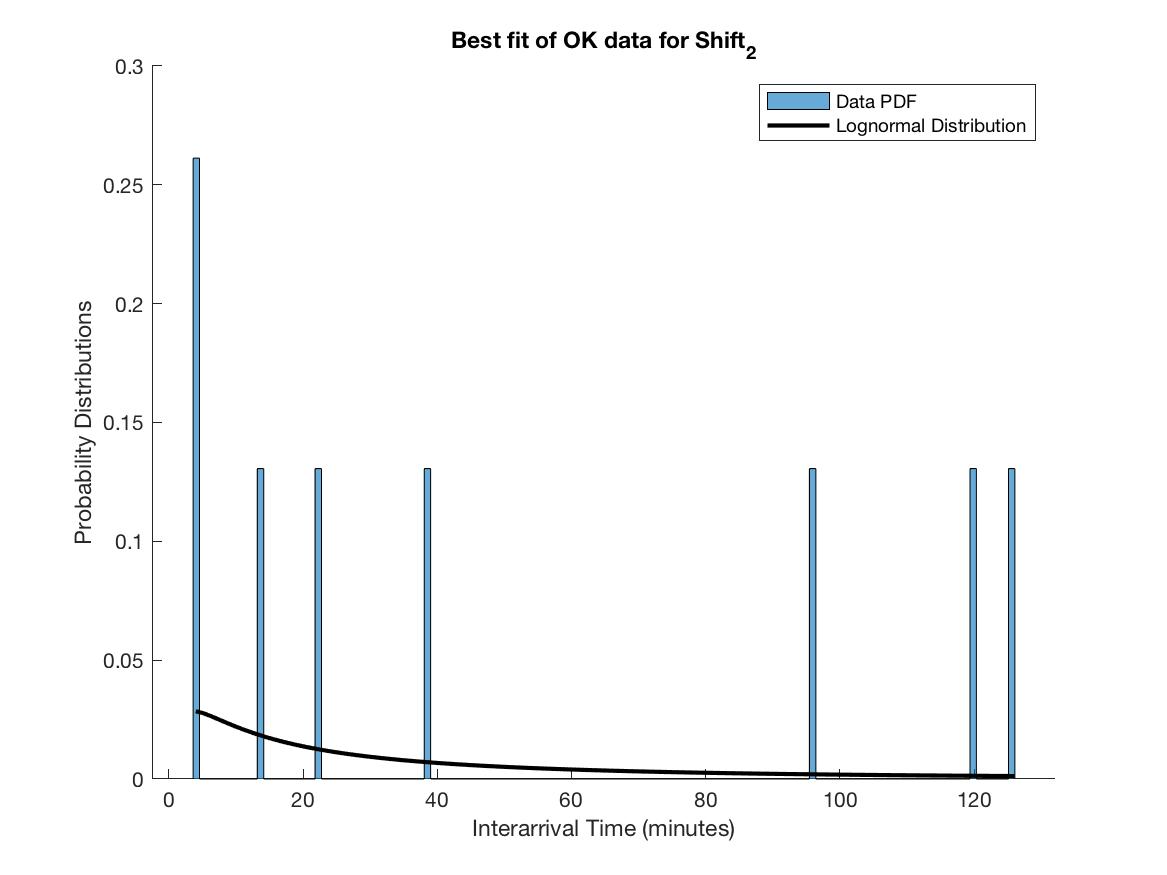 Best fit of OK data for Shift₂
Data PDF
Lognormal Distribution
Probability Distributions
0.3
0.25
0.2
0.15
0.1
0.05
0
0 20 40 60 80 100 120
Interarrival Time (minutes)